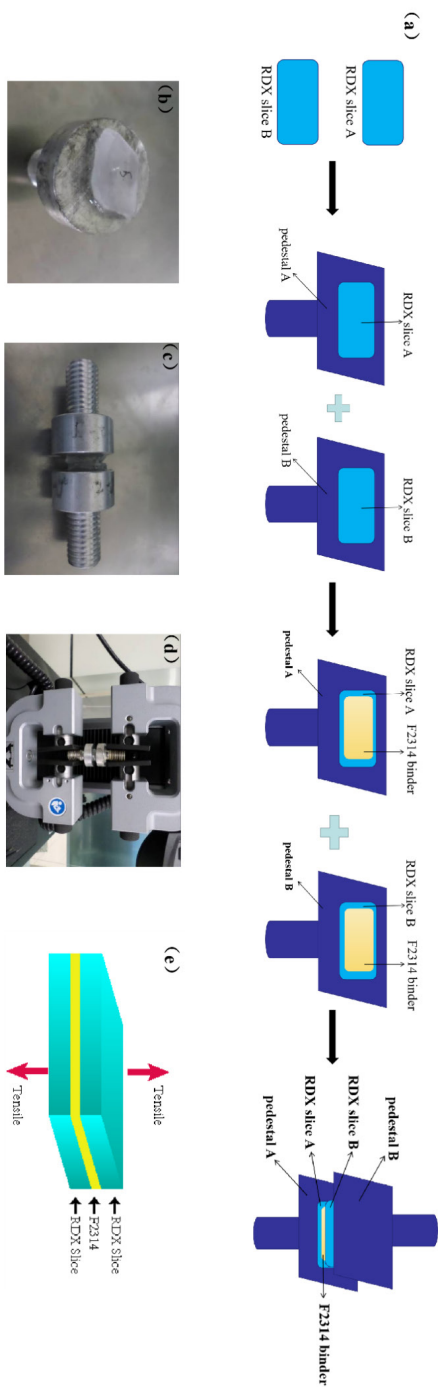 (a)
RDX slice A
RDX slice B
RDX slice A
pedestal A
RDX slice B
pedestal B
RDX slice A
F2314 binder
pedestal A
RDX slice B
F2314 binder
pedestal B
pedestal B
RDX slice B
RDX slice A
pedestal A
F2314 binder
(b)
5
(c)
(d)
(e)
Tensile
RDX Slice
F2314
RDX Slice
Tensile